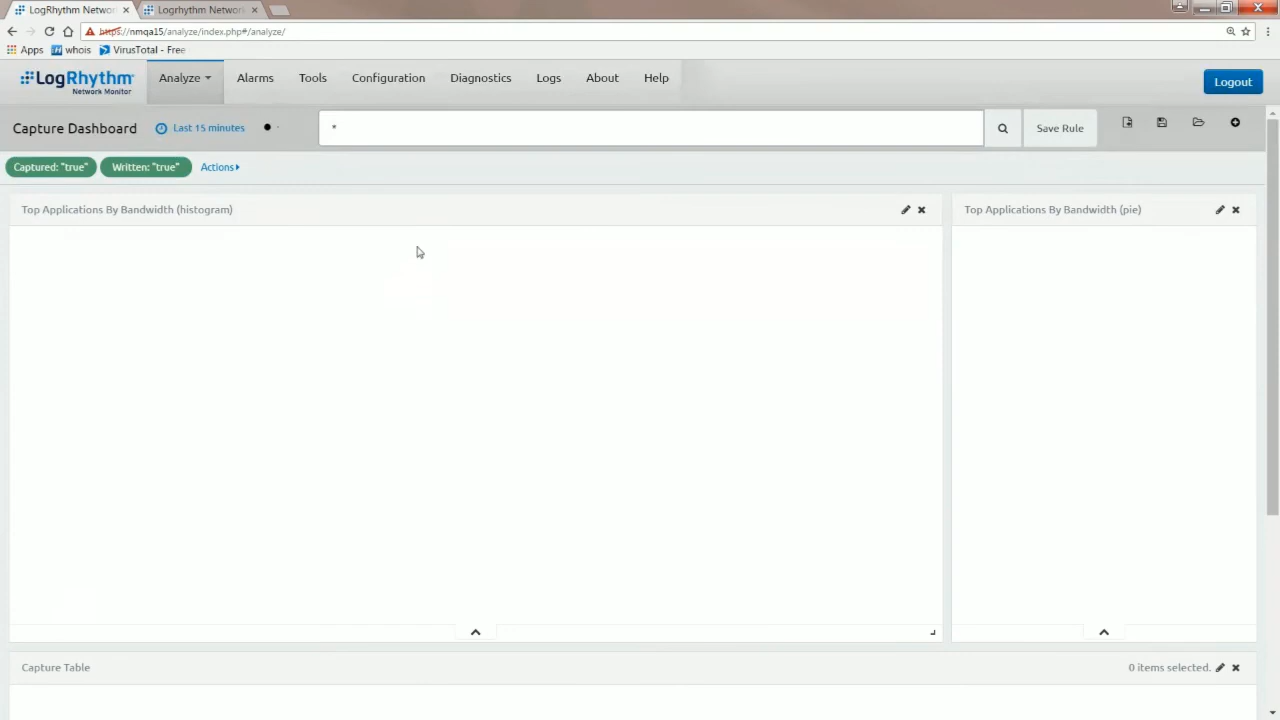 LogRhythm Networ
Logrhythm Network
https://nmqa15/analyze/index.php#/analyze/
Apps whois VirusTotal - Free
LogRhythm Network Monitor
Analyze Alarms Tools Configuration Diagnostics Logs About Help Logout
Capture Dashboard Last 15 minutes * Save Rule
Captured: "true" Written: "true" Actions
Top Applications By Bandwidth (histogram)
Top Applications By Bandwidth (pie)
Capture Table
0 items selected.